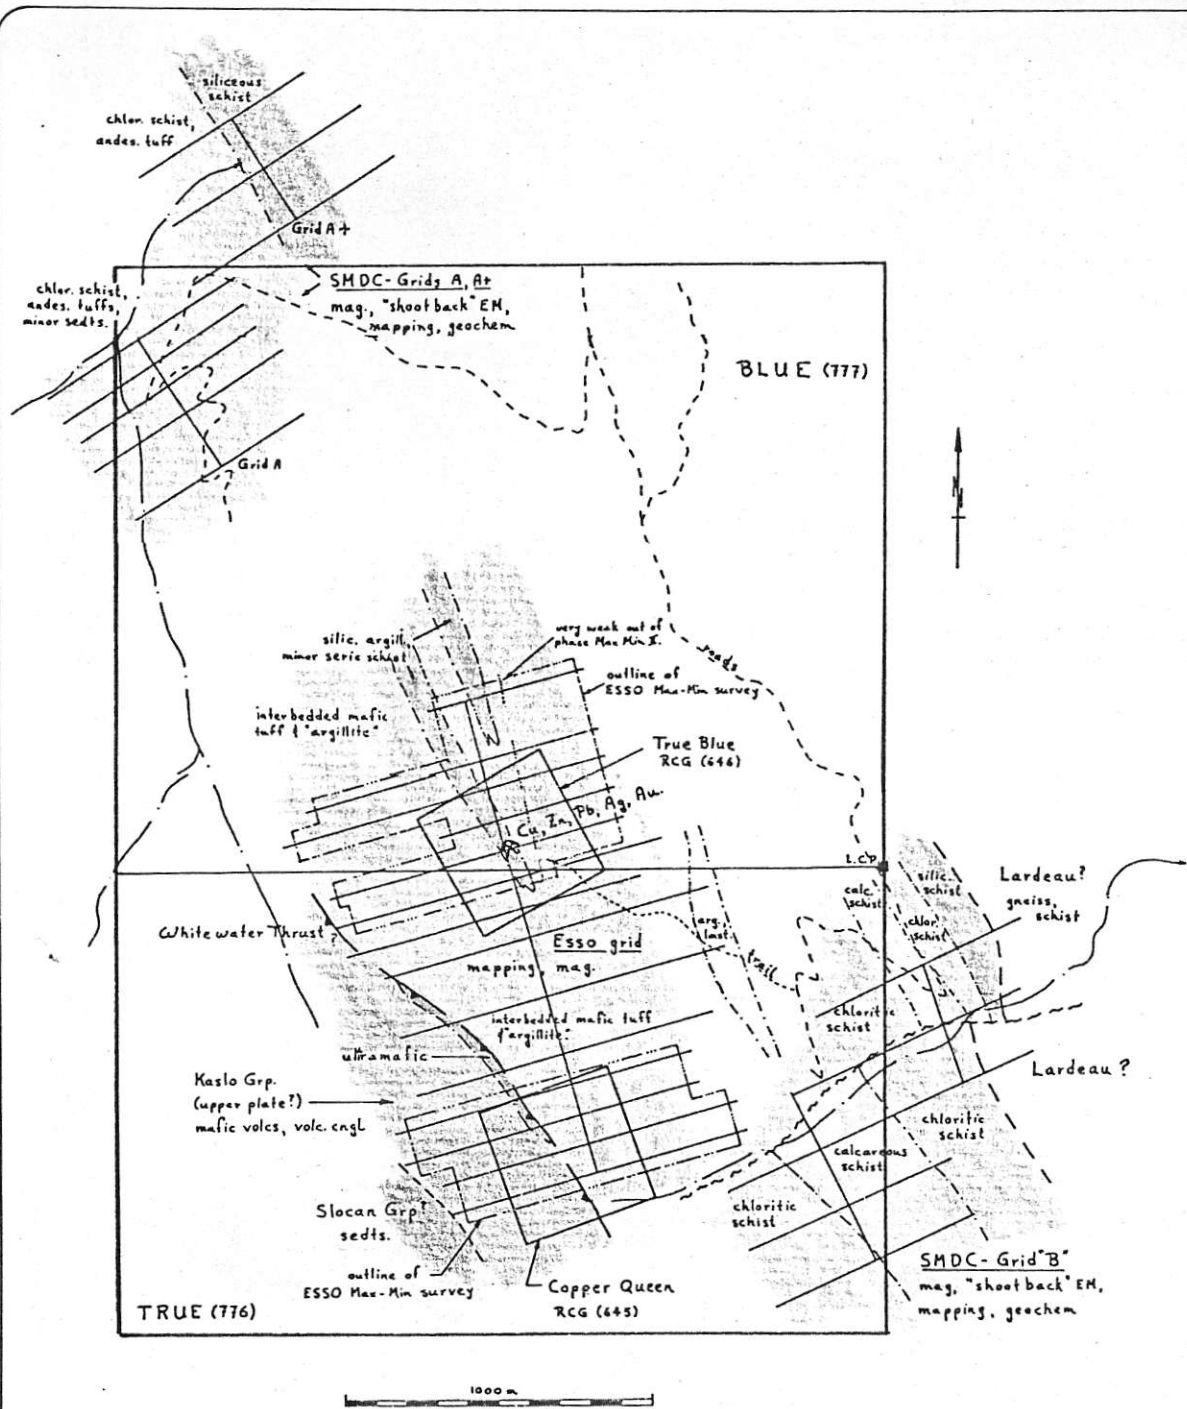 siliceous
schist
chlor. schist,
andes. tuff
Grid A+
SMDC-Grids A, A+
mag., "shootback" EM,
mapping, geochem
chlor. schist,
andes. tuffs,
minor sedts.
BLUE (777)
Grid A
N
very weak out of
phase Max Min II.
silic. argill,
minor seric schist
roads
outline of
ESSO Max-Min survey
interbedded mafic
tuff & "argillite"
True Blue
RCG (646)
Cu, Zn, Pb, Ag, Au.
L.C.P.
calc.
schist
silic.
schist
chlor.
schist
Lardeau?
gneiss,
schist
White water Thrust
?
arg.
last.
Esso grid
mapping, mag.
trail
interbedded mafic tuff
& "argillite"
chloritic
schist
ultramafic
Kaslo Grp.
(upper plate?)
mafic volcs, volc. cngl
Lardeau ?
chloritic
schist
calcareous
schist
chloritic
schist
Slocan Grp?
sedts.
outline of
ESSO Max-Min survey
Copper Queen
RCG (645)
SMDC-Grid "B"
mag, "shootback" EM,
mapping, geochem
TRUE (776)
1000 m